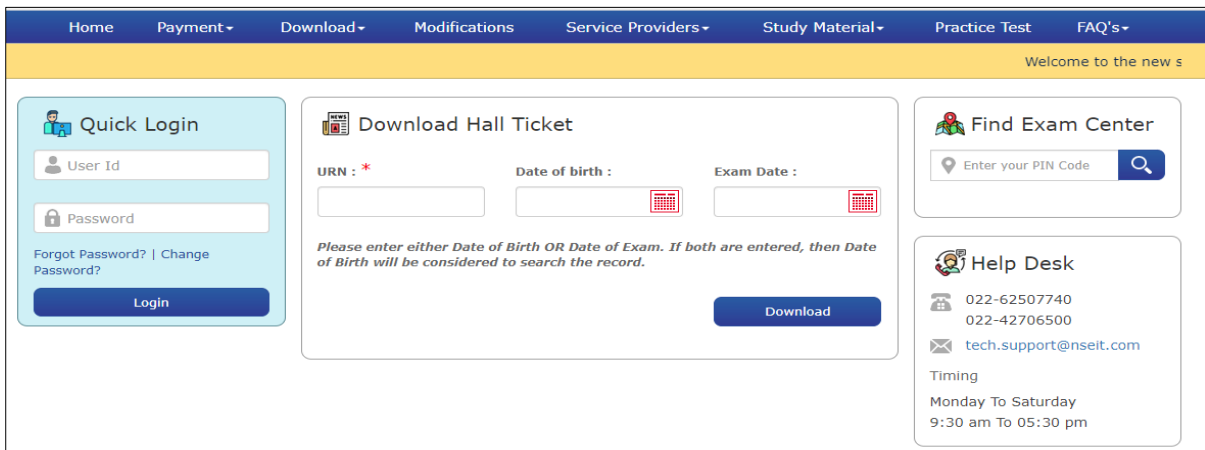 Home Payment Download Modifications Service Providers Study Material Practice Test FAQ's
Welcome to the new s
Quick Login
User Id
Password
Forgot Password? | Change
Password?
Login
NEWS
Download Hall Ticket
URN : * Date of birth : Exam Date :
Please enter either Date of Birth OR Date of Exam. If both are entered, then Date
of Birth will be considered to search the record.
Download
Find Exam Center
Enter your PIN Code
Help Desk
022-62507740
022-42706500
tech.support@nseit.com
Timing
Monday To Saturday
9:30 am To 05:30 pm